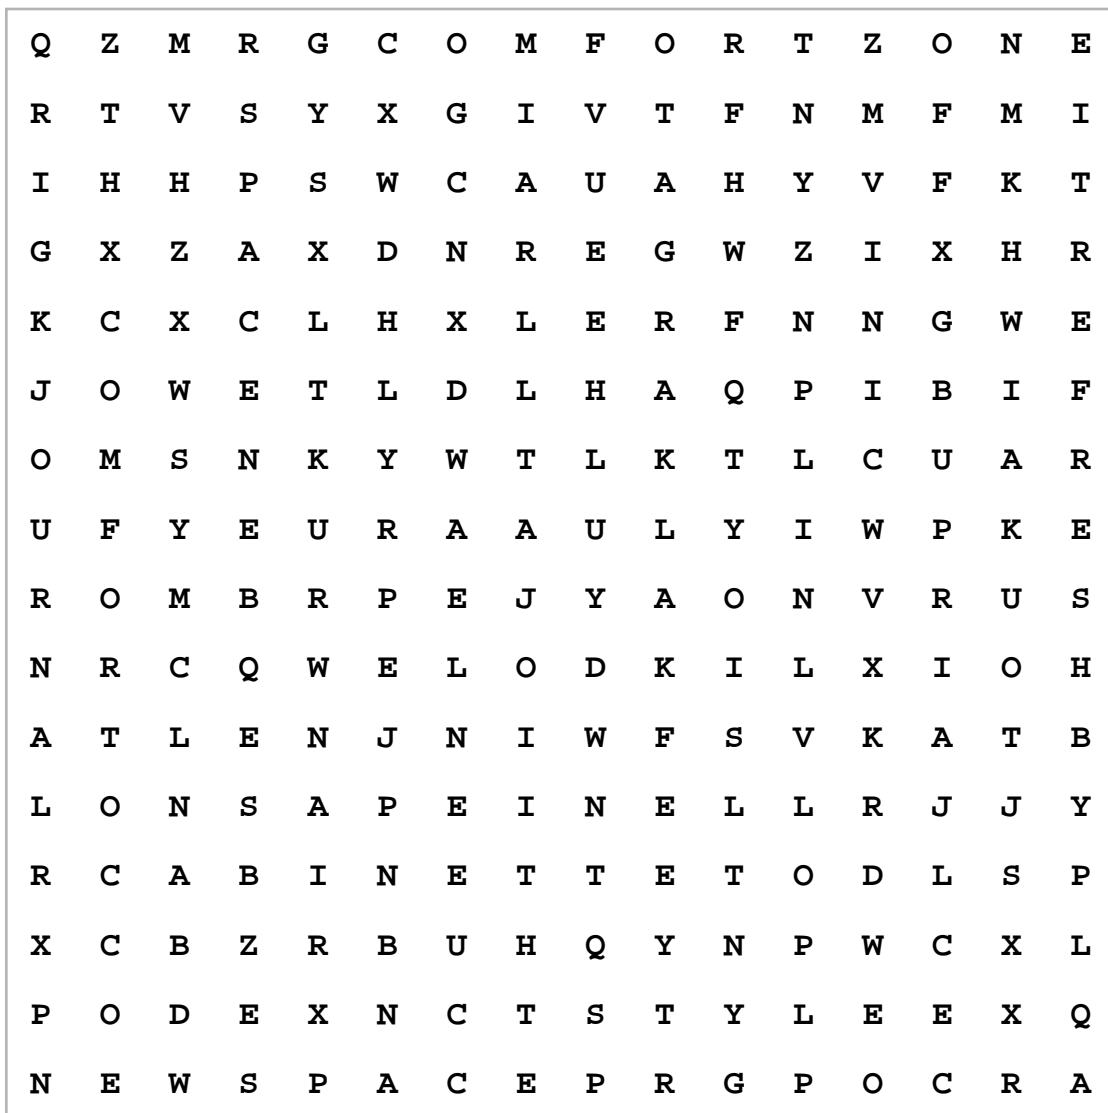 Q Z M R G C O M F O R T Z O N E
R T V S Y X G I V T F N M F M I
I H H P S W C A U A H Y V F K T
G X Z A X D N R E G W Z I X H R
K C X C L H X L E R F N N G W E
J O W E T L D L H A Q P I B I F
O M S N K Y W T L K T L C U A R
U F Y E U R A A U L Y I W P K E
R O M B R P E J Y A O N V R U S
N R C Q W E L O D K I L X I O H
A T L E N J N I W F S V K A T B
L O N S A P E I N E L L R J J Y
R C A B I N E T T E T O D L S P
X C B Z R B U H Q Y N P W C X L
P O D E X N C T S T Y L E E X Q
N E W S P A C E P R G P O C R A